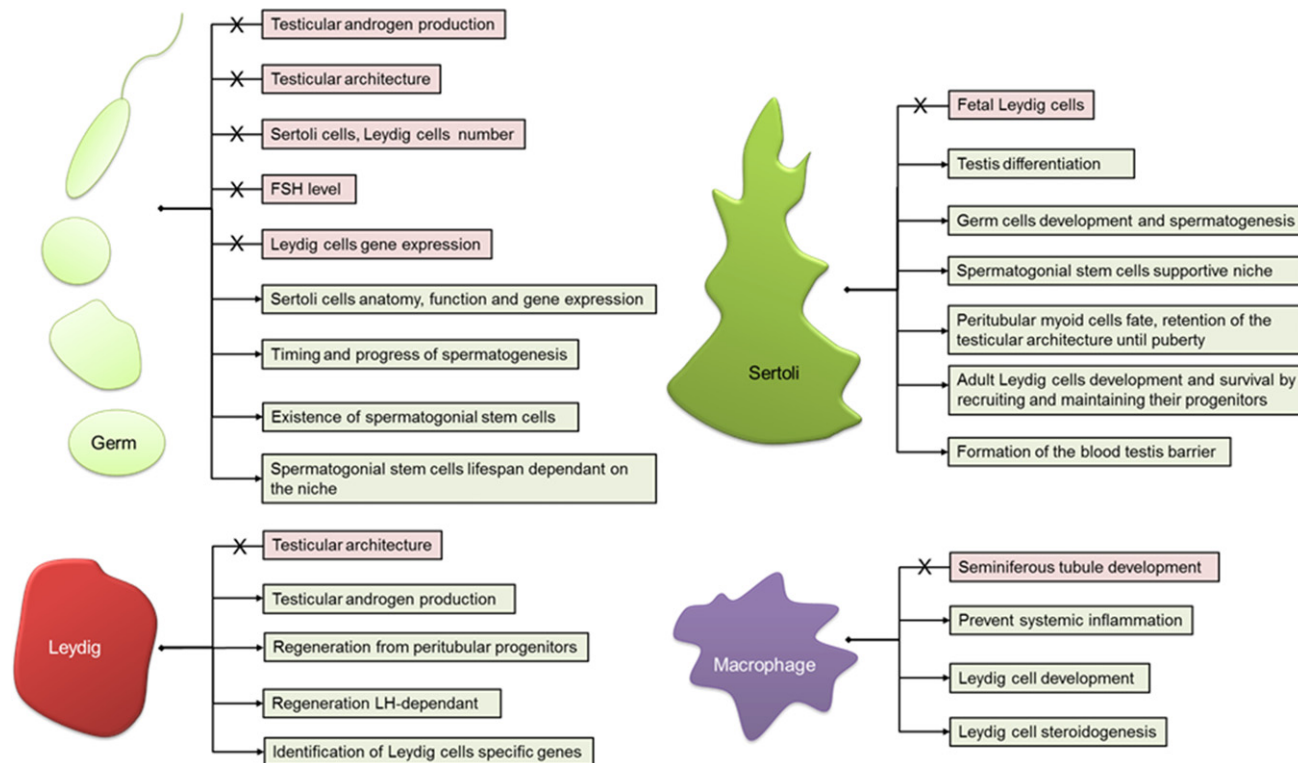 Testicular androgen production
Testicular architecture
Sertoli cells, Leydig cells number
FSH level
Leydig cells gene expression
Sertoli cells anatomy, function and gene expression
Timing and progress of spermatogenesis
Existence of spermatogonial stem cells
Spermatogonial stem cells lifespan dependant on
the niche
Germ
Fetal Leydig cells
Testis differentiation
Germ cells development and spermatogenesis
Spermatogonial stem cells supportive niche
Peritubular myoid cells fate, retention of the
testicular architecture until puberty
Adult Leydig cells development and survival by
recruiting and maintaining their progenitors
Formation of the blood testis barrier
Sertoli
Testicular architecture
Testicular androgen production
Regeneration from peritubular progenitors
Regeneration LH-dependant
Identification of Leydig cells specific genes
Leydig
Seminiferous tubule development
Prevent systemic inflammation
Leydig cell development
Leydig cell steroidogenesis
Macrophage